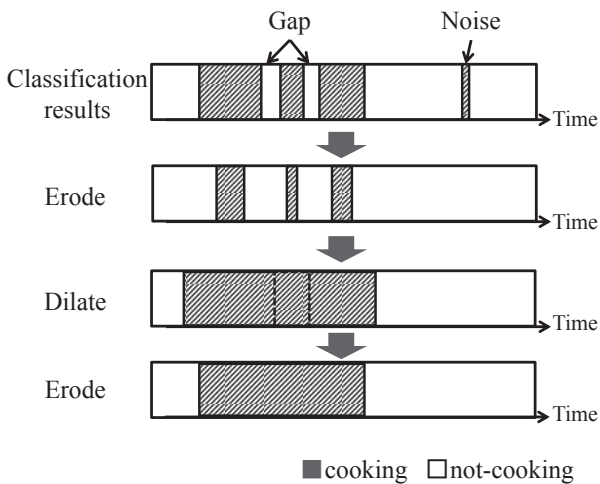 Gap
Noise
Classification
results
Time
Erode
Time
Dilate
Time
Erode
Time
cooking
not-cooking